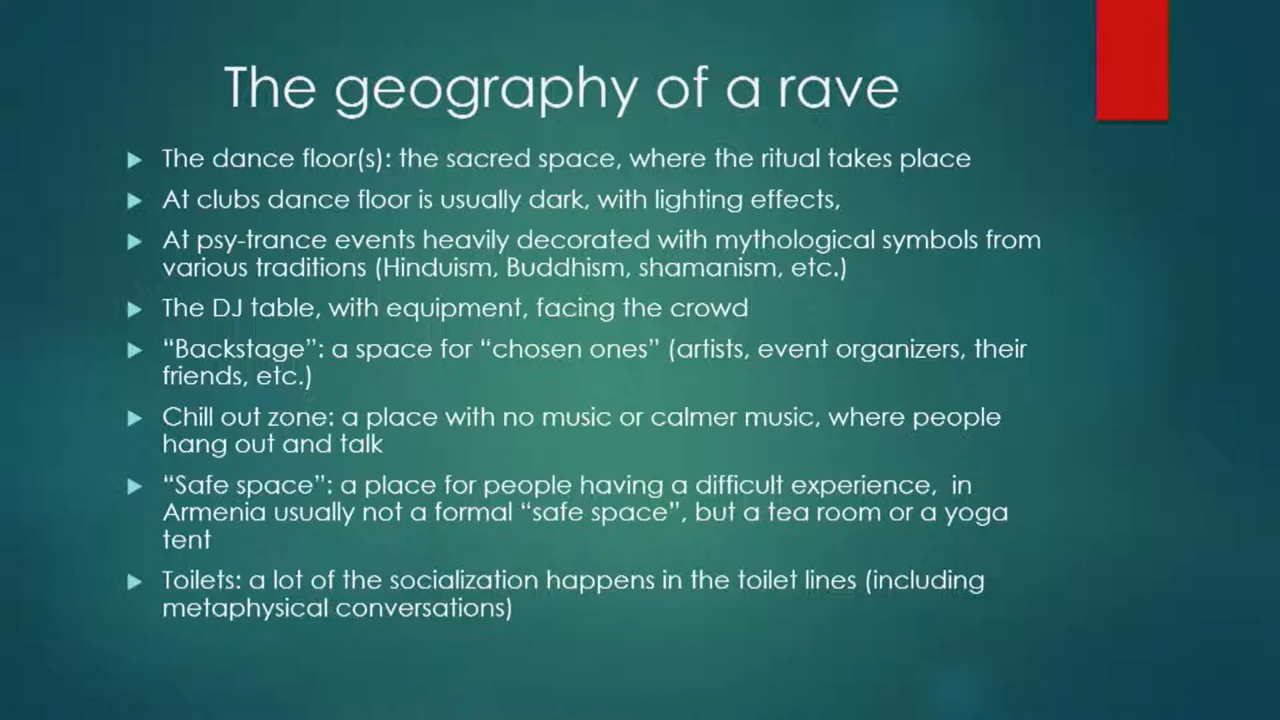 The geography of a rave
The dance floor(s): the sacred space, where the ritual takes place
At clubs dance floor is usually dark, with lighting effects,
At psy-trance events heavily decorated with mythological symbols from
various traditions (Hinduism, Buddhism, shamanism, etc.)
The DJ table, with equipment, facing the crowd
“Backstage”: a space for “chosen ones” (artists, event organizers, their
friends, etc.)
Chill out zone: a place with no music or calmer music, where people
hang out and talk
“Safe space”: a place for people having a difficult experience,  in
Armenia usually not a formal “safe space”, but a tea room or a yoga
tent
Toilets: a lot of the socialization happens in the toilet lines (including
metaphysical conversations)